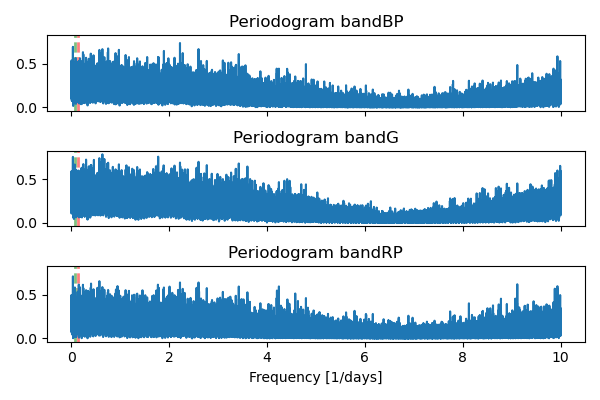 Periodogram bandBP
0.5
0.0
Periodogram bandG
0.5
0.0
Periodogram bandRP
0.5
0.0
0 2 4 6 8 10
Frequency [1/days]